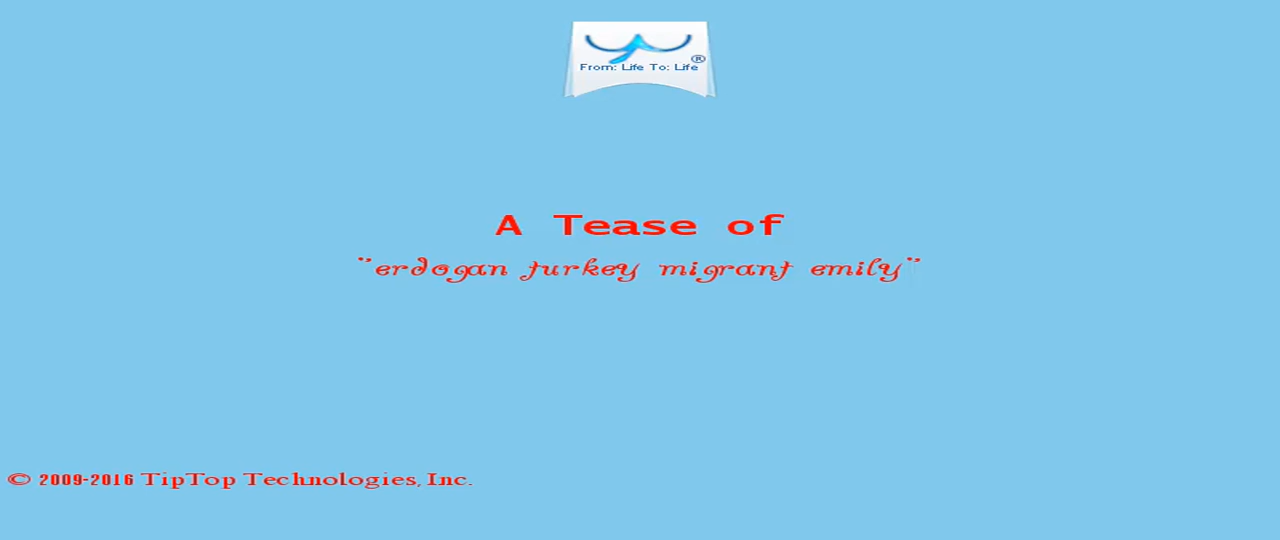 From: Life To: Life®
A Tease of
"erdogan turkey migrant emily"
© 2009-2016 TipTop Technologies, Inc.